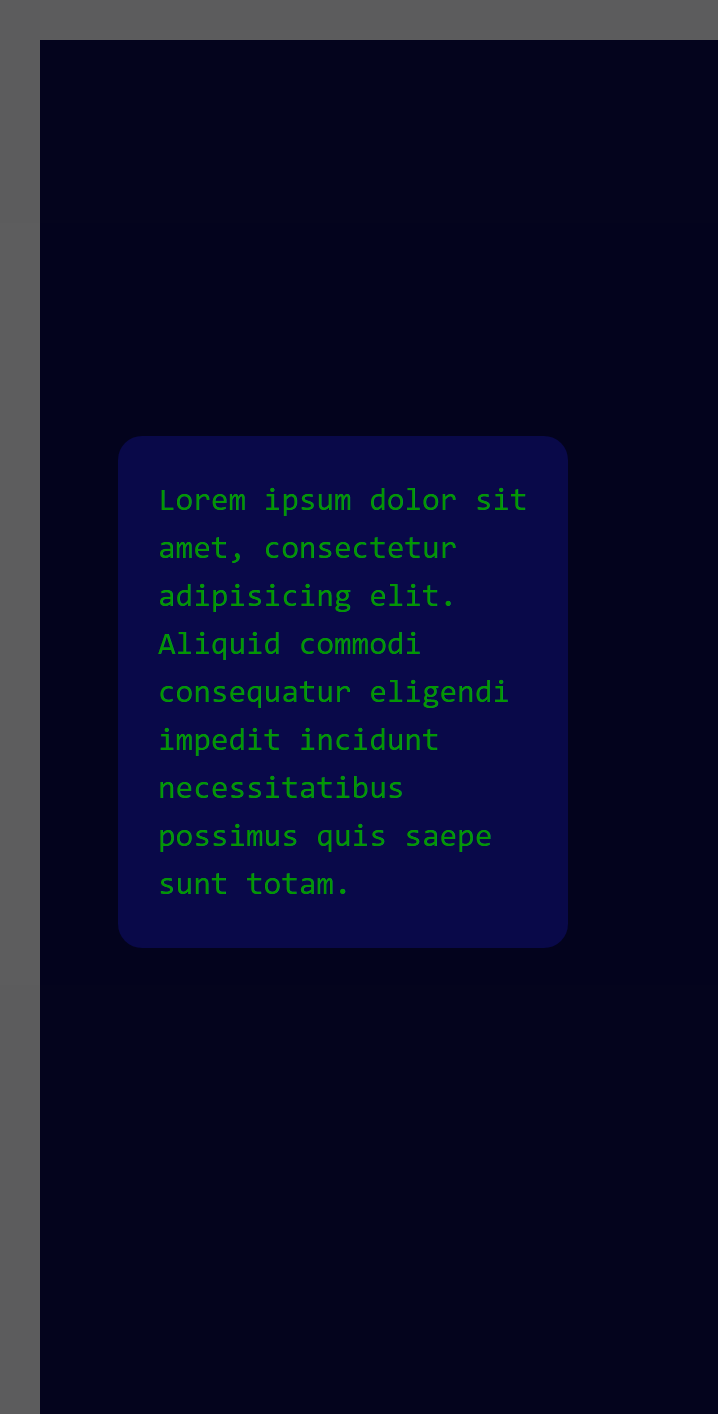 Lorem ipsum dolor sit
amet, consectetur
adipisicing elit.
Aliquid commodi
consequatur eligendi
impedit incidunt
necessitatibus
possimus quis saepe
sunt totam.